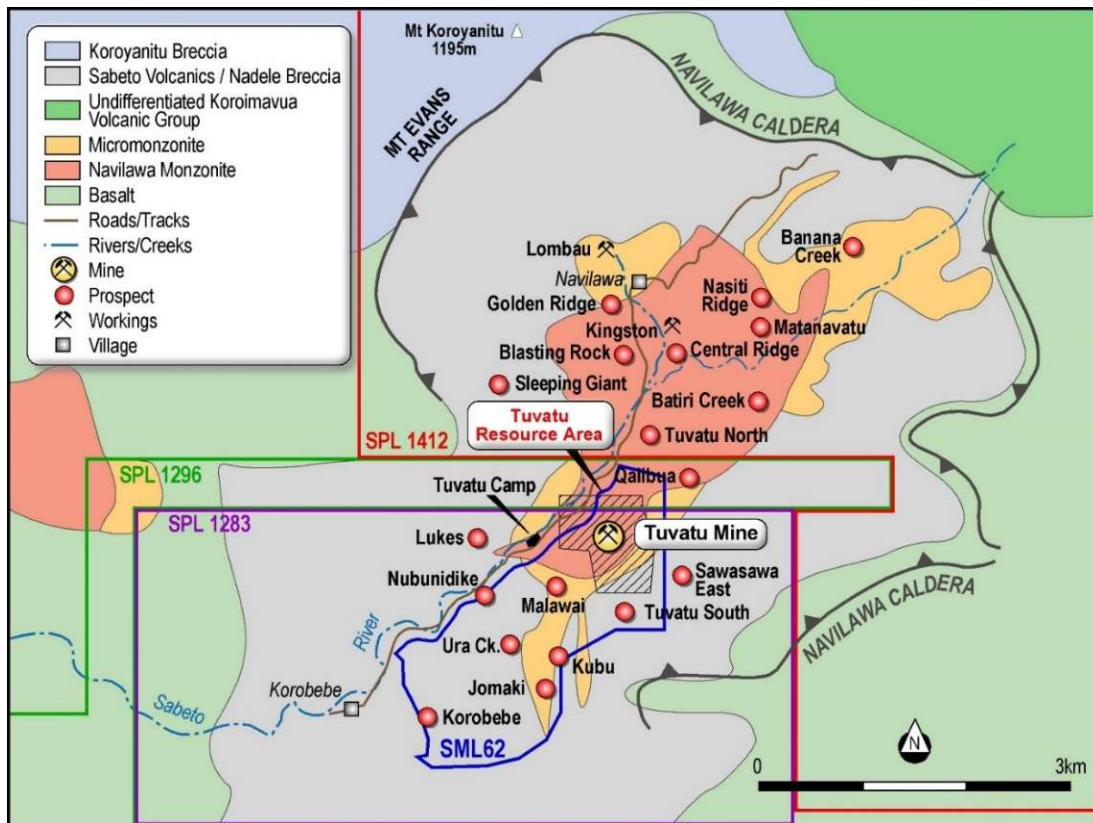 Koroyanitu Breccia
Sabeto Volcanics / Nadele Breccia
Undifferentiated Koroimavua
Volcanic Group
Micromonzonite
Navilawa Monzonite
Basalt
Roads/Tracks
Rivers/Creeks
Mine
Prospect
Workings
Village
Mt Koroyanitu
1195m
MT EVANS
RANGE
NAVILAWA CALDERA
Lombau
Navilawa
Banana
Creek
Golden Ridge
Nasiti
Ridge
Kingston
Matanavatu
Blasting Rock
Central Ridge
Sleeping Giant
Batiri Creek
Tuvatu
Resource Area
Tuvatu North
SPL 1412
SPL 1296
Qalibua
Tuvatu Camp
SPL 1283
Lukes
Tuvatu Mine
Nubunidike
Malawai
Sawasawa
East
Tuvatu South
River
Ura Ck.
Kubu
NAVILAWA CALDERA
Korobebe
Jomaki
Sabeto
Korobebe
SML62
N
0
3km